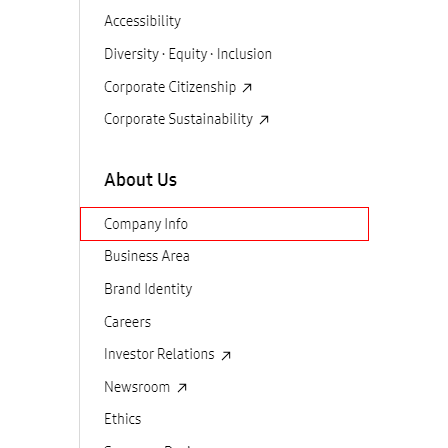 Accessibility
Diversity · Equity · Inclusion
Corporate Citizenship ↗
Corporate Sustainability ↗
About Us
Company Info
Business Area
Brand Identity
Careers
Investor Relations ↗
Newsroom ↗
Ethics